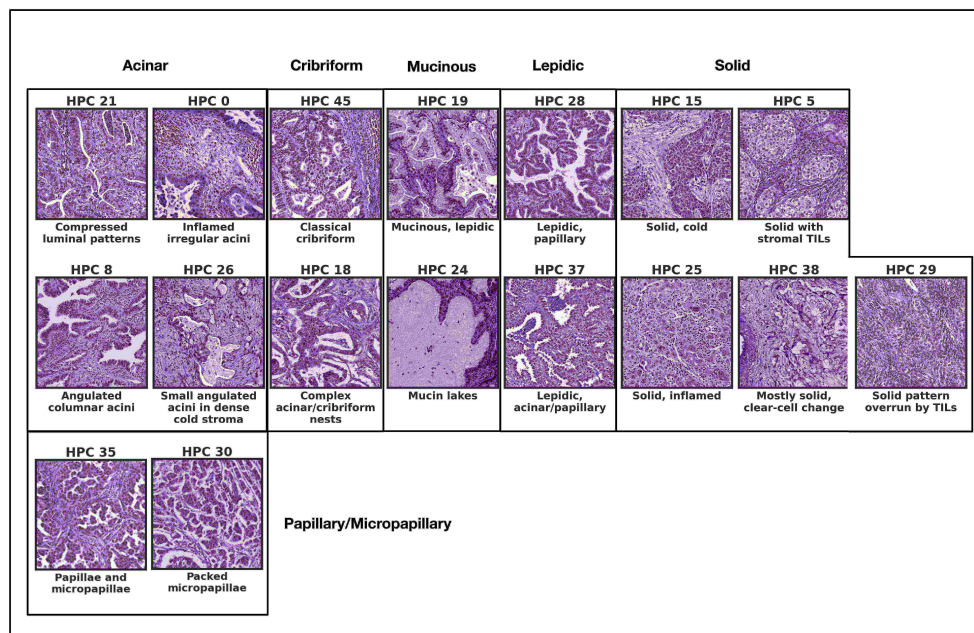 Acinar
Cribriform
Mucinous
Lepidic
Solid
HPC 21
HPC 0
HPC 45
HPC 19
HPC 28
HPC 15
HPC 5
Compressed
luminal patterns
Inflamed
irregular acini
Classical
cribriform
Mucinous, lepidic
Lepidic,
papillary
Solid, cold
Solid with
stromal TILs
HPC 8
HPC 26
HPC 18
HPC 24
HPC 37
HPC 25
HPC 38
HPC 29
Angulated
columnar acini
Small angulated
acini in dense
cold stroma
Complex
acinar/cribriform
nests
Mucin lakes
Lepidic,
acinar/papillary
Solid, inflamed
Mostly solid,
clear-cell change
Solid pattern
overrun by TILs
HPC 35
HPC 30
Papillae and
micropapillae
Packed
micropapillae
Papillary/Micropapillary